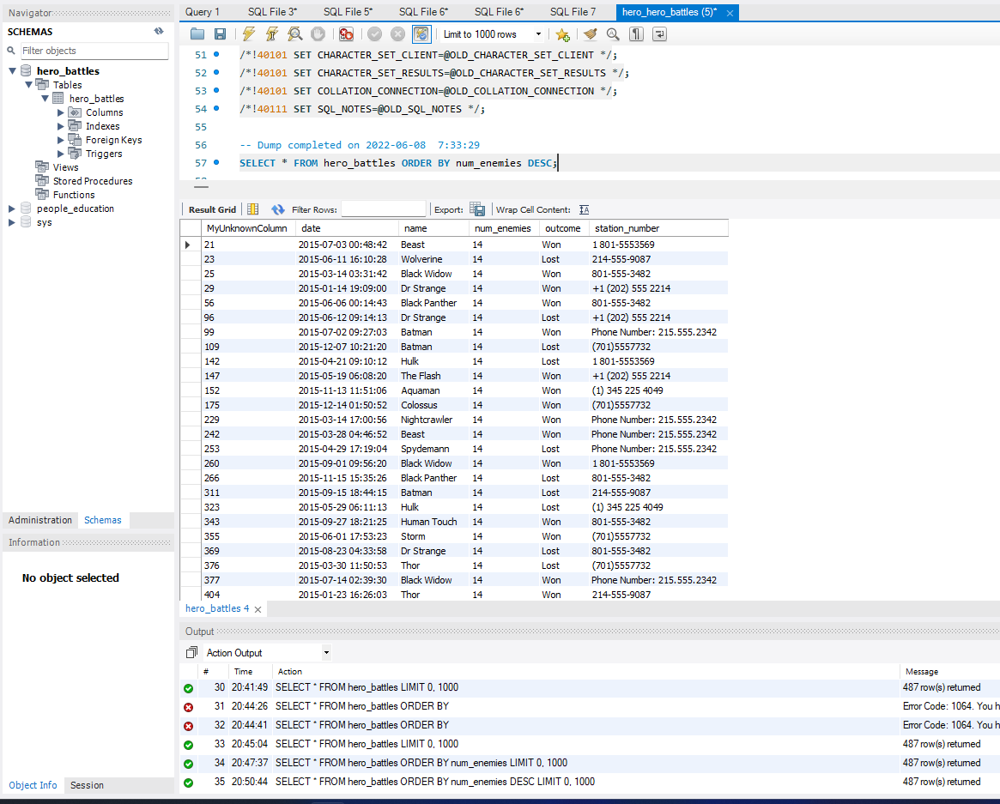 Navigator
SCHEMAS
Filter objects
hero_battles
Tables
hero_battles
Columns
Indexes
Foreign Keys
Triggers
Views
Stored Procedures
Functions
people_education
sys
Administration Schemas
Information
No object selected
Object Info Session
Query 1 SQL File 3* SQL File 5* SQL File 6* SQL File 6* SQL File 7 hero_hero_battles (5)*
Limit to 1000 rows
51 /*!40101 SET CHARACTER_SET_CLIENT=@OLD_CHARACTER_SET_CLIENT */;
52 /*!40101 SET CHARACTER_SET_RESULTS=@OLD_CHARACTER_SET_RESULTS */;
53 /*!40101 SET COLLATION_CONNECTION=@OLD_COLLATION_CONNECTION */;
54 /*!40111 SET SQL_NOTES=@OLD_SQL_NOTES */;
55
56 -- Dump completed on 2022-06-08  7:33:29
57 SELECT * FROM hero_battles ORDER BY num_enemies DESC;
Result Grid Filter Rows: Export: Wrap Cell Content:
MyUnknownColumn date name num_enemies outcome station_number
21 2015-07-03 00:48:42 Beast 14 Won 1 801-5553569
23 2015-06-11 16:10:28 Wolverine 14 Lost 214-555-9087
25 2015-03-14 03:31:42 Black Widow 14 Won 801-555-3482
29 2015-01-14 19:09:00 Dr Strange 14 Won +1 (202) 555 2214
56 2015-06-06 00:14:43 Black Panther 14 Won 801-555-3482
96 2015-06-12 09:14:13 Dr Strange 14 Lost +1 (202) 555 2214
99 2015-07-02 09:27:03 Batman 14 Won Phone Number: 215.555.2342
109 2015-12-07 10:21:20 Batman 14 Lost (701)5557732
142 2015-04-21 09:10:12 Hulk 14 Lost 1 801-5553569
147 2015-05-19 06:08:20 The Flash 14 Won +1 (202) 555 2214
152 2015-11-13 11:51:06 Aquaman 14 Won (1) 345 225 4049
175 2015-12-14 01:50:52 Colossus 14 Won (701)5557732
229 2015-03-14 17:00:56 Nightcrawler 14 Won Phone Number: 215.555.2342
242 2015-03-28 04:46:52 Beast 14 Won Phone Number: 215.555.2342
253 2015-04-29 17:19:04 Spydemann 14 Lost Phone Number: 215.555.2342
260 2015-09-01 09:56:20 Black Widow 14 Won 1 801-5553569
266 2015-11-15 15:35:26 Black Panther 14 Lost 801-555-3482
311 2015-09-15 18:44:15 Batman 14 Lost 214-555-9087
323 2015-05-29 06:11:13 Hulk 14 Lost (1) 345 225 4049
343 2015-09-27 18:21:25 Human Touch 14 Won 801-555-3482
355 2015-06-01 17:53:23 Storm 14 Won (701)5557732
369 2015-08-23 04:33:58 Dr Strange 14 Lost 801-555-3482
376 2015-03-30 11:50:53 Thor 14 Lost (701)5557732
377 2015-07-14 02:39:30 Black Widow 14 Won Phone Number: 215.555.2342
404 2015-01-23 16:26:03 Thor 14 Won 214-555-9087
hero_battles 4
Output
Action Output
# Time Action Message
30 20:41:49 SELECT * FROM hero_battles LIMIT 0, 1000 487 row(s) returned
31 20:44:26 SELECT * FROM hero_battles ORDER BY Error Code: 1064. You h
32 20:44:41 SELECT * FROM hero_battles ORDER BY Error Code: 1064. You h
33 20:45:04 SELECT * FROM hero_battles LIMIT 0, 1000 487 row(s) returned
34 20:47:37 SELECT * FROM hero_battles ORDER BY num_enemies LIMIT 0, 1000 487 row(s) returned
35 20:50:44 SELECT * FROM hero_battles ORDER BY num_enemies DESC LIMIT 0, 1000 487 row(s) returned